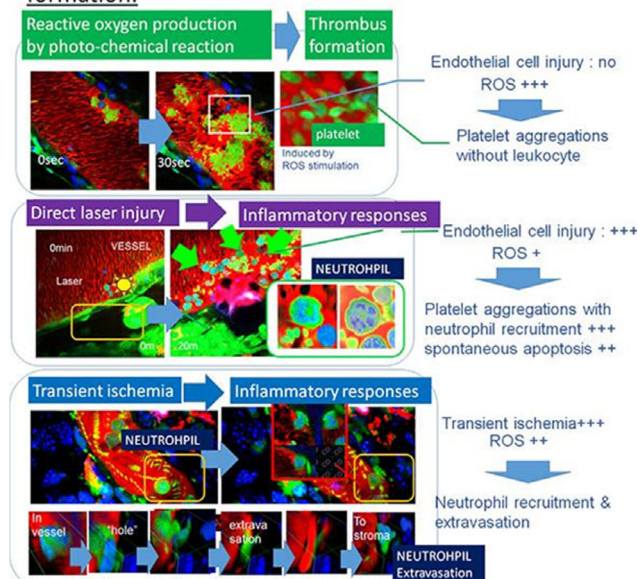 formation.
Reactive oxygen production
by photo-chemical reaction
Thrombus
formation
0sec
30sec
platelet
Induced by
ROS stimulation
Endothelial cell injury : no
ROS +++
Platelet aggregations
without leukocyte
Direct laser injury
Inflammatory responses
0min
VESSEL
Laser
0m
20m
NEUTROHPIL
Endothelial cell injury : +++
ROS +
Platelet aggregations with
neutrophil recruitment +++
spontaneous apoptosis ++
Transient ischemia
Inflammatory responses
NEUTROHPIL
In
vessel
"hole"
extrava
sation
To
stroma
NEUTROHPIL
Extravasation
Transient ischemia+++
ROS ++
Neutrophil recruitment &
extravasation